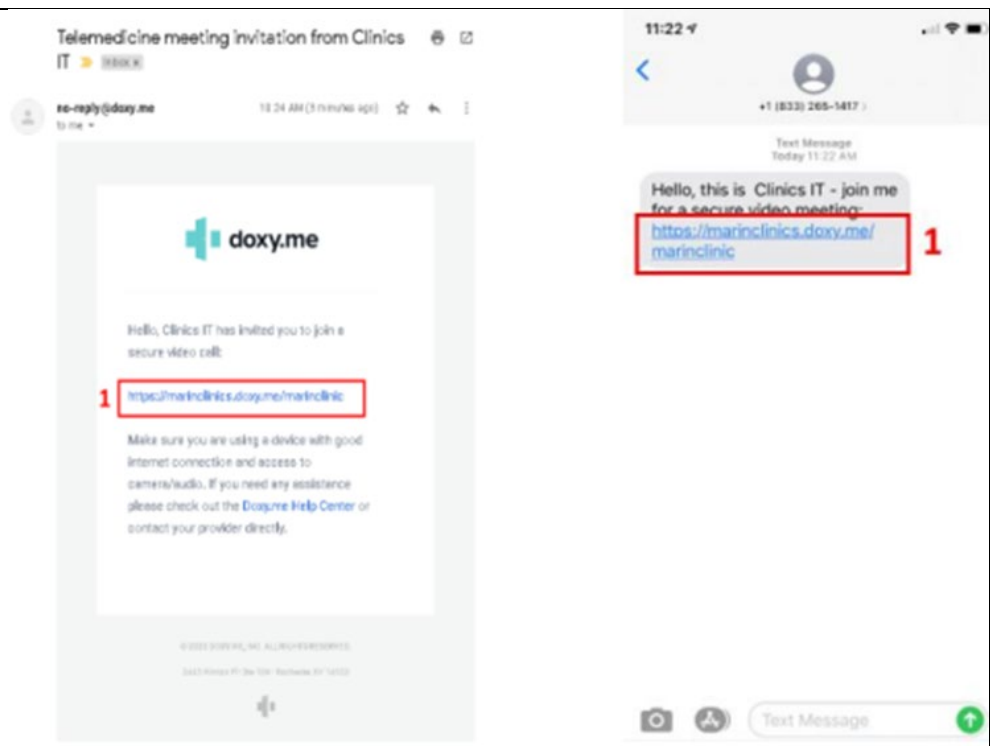 Telemedicine meeting invitation from Clinics
IT Inbox x
no-reply@doxy.me 10:24 AM (3 minutes ago)
to me
doxy.me
Hello, Clinics IT has invited you to join a
secure video call:
1 https://marinclinics.doxy.me/marinclinic
Make sure you are using a device with good
internet connection and access to
camera/audio. If you need any assistance
please check out the Doxy.me Help Center or
contact your provider directly.
ALL RIGHTS RESERVED
11:22
+1 (833) 265-1417
Text Message
Today 11:22 AM
Hello, this is Clinics IT - join me
for a secure video meeting:
https://marinclinics.doxy.me/
marinclinic
1
Text Message